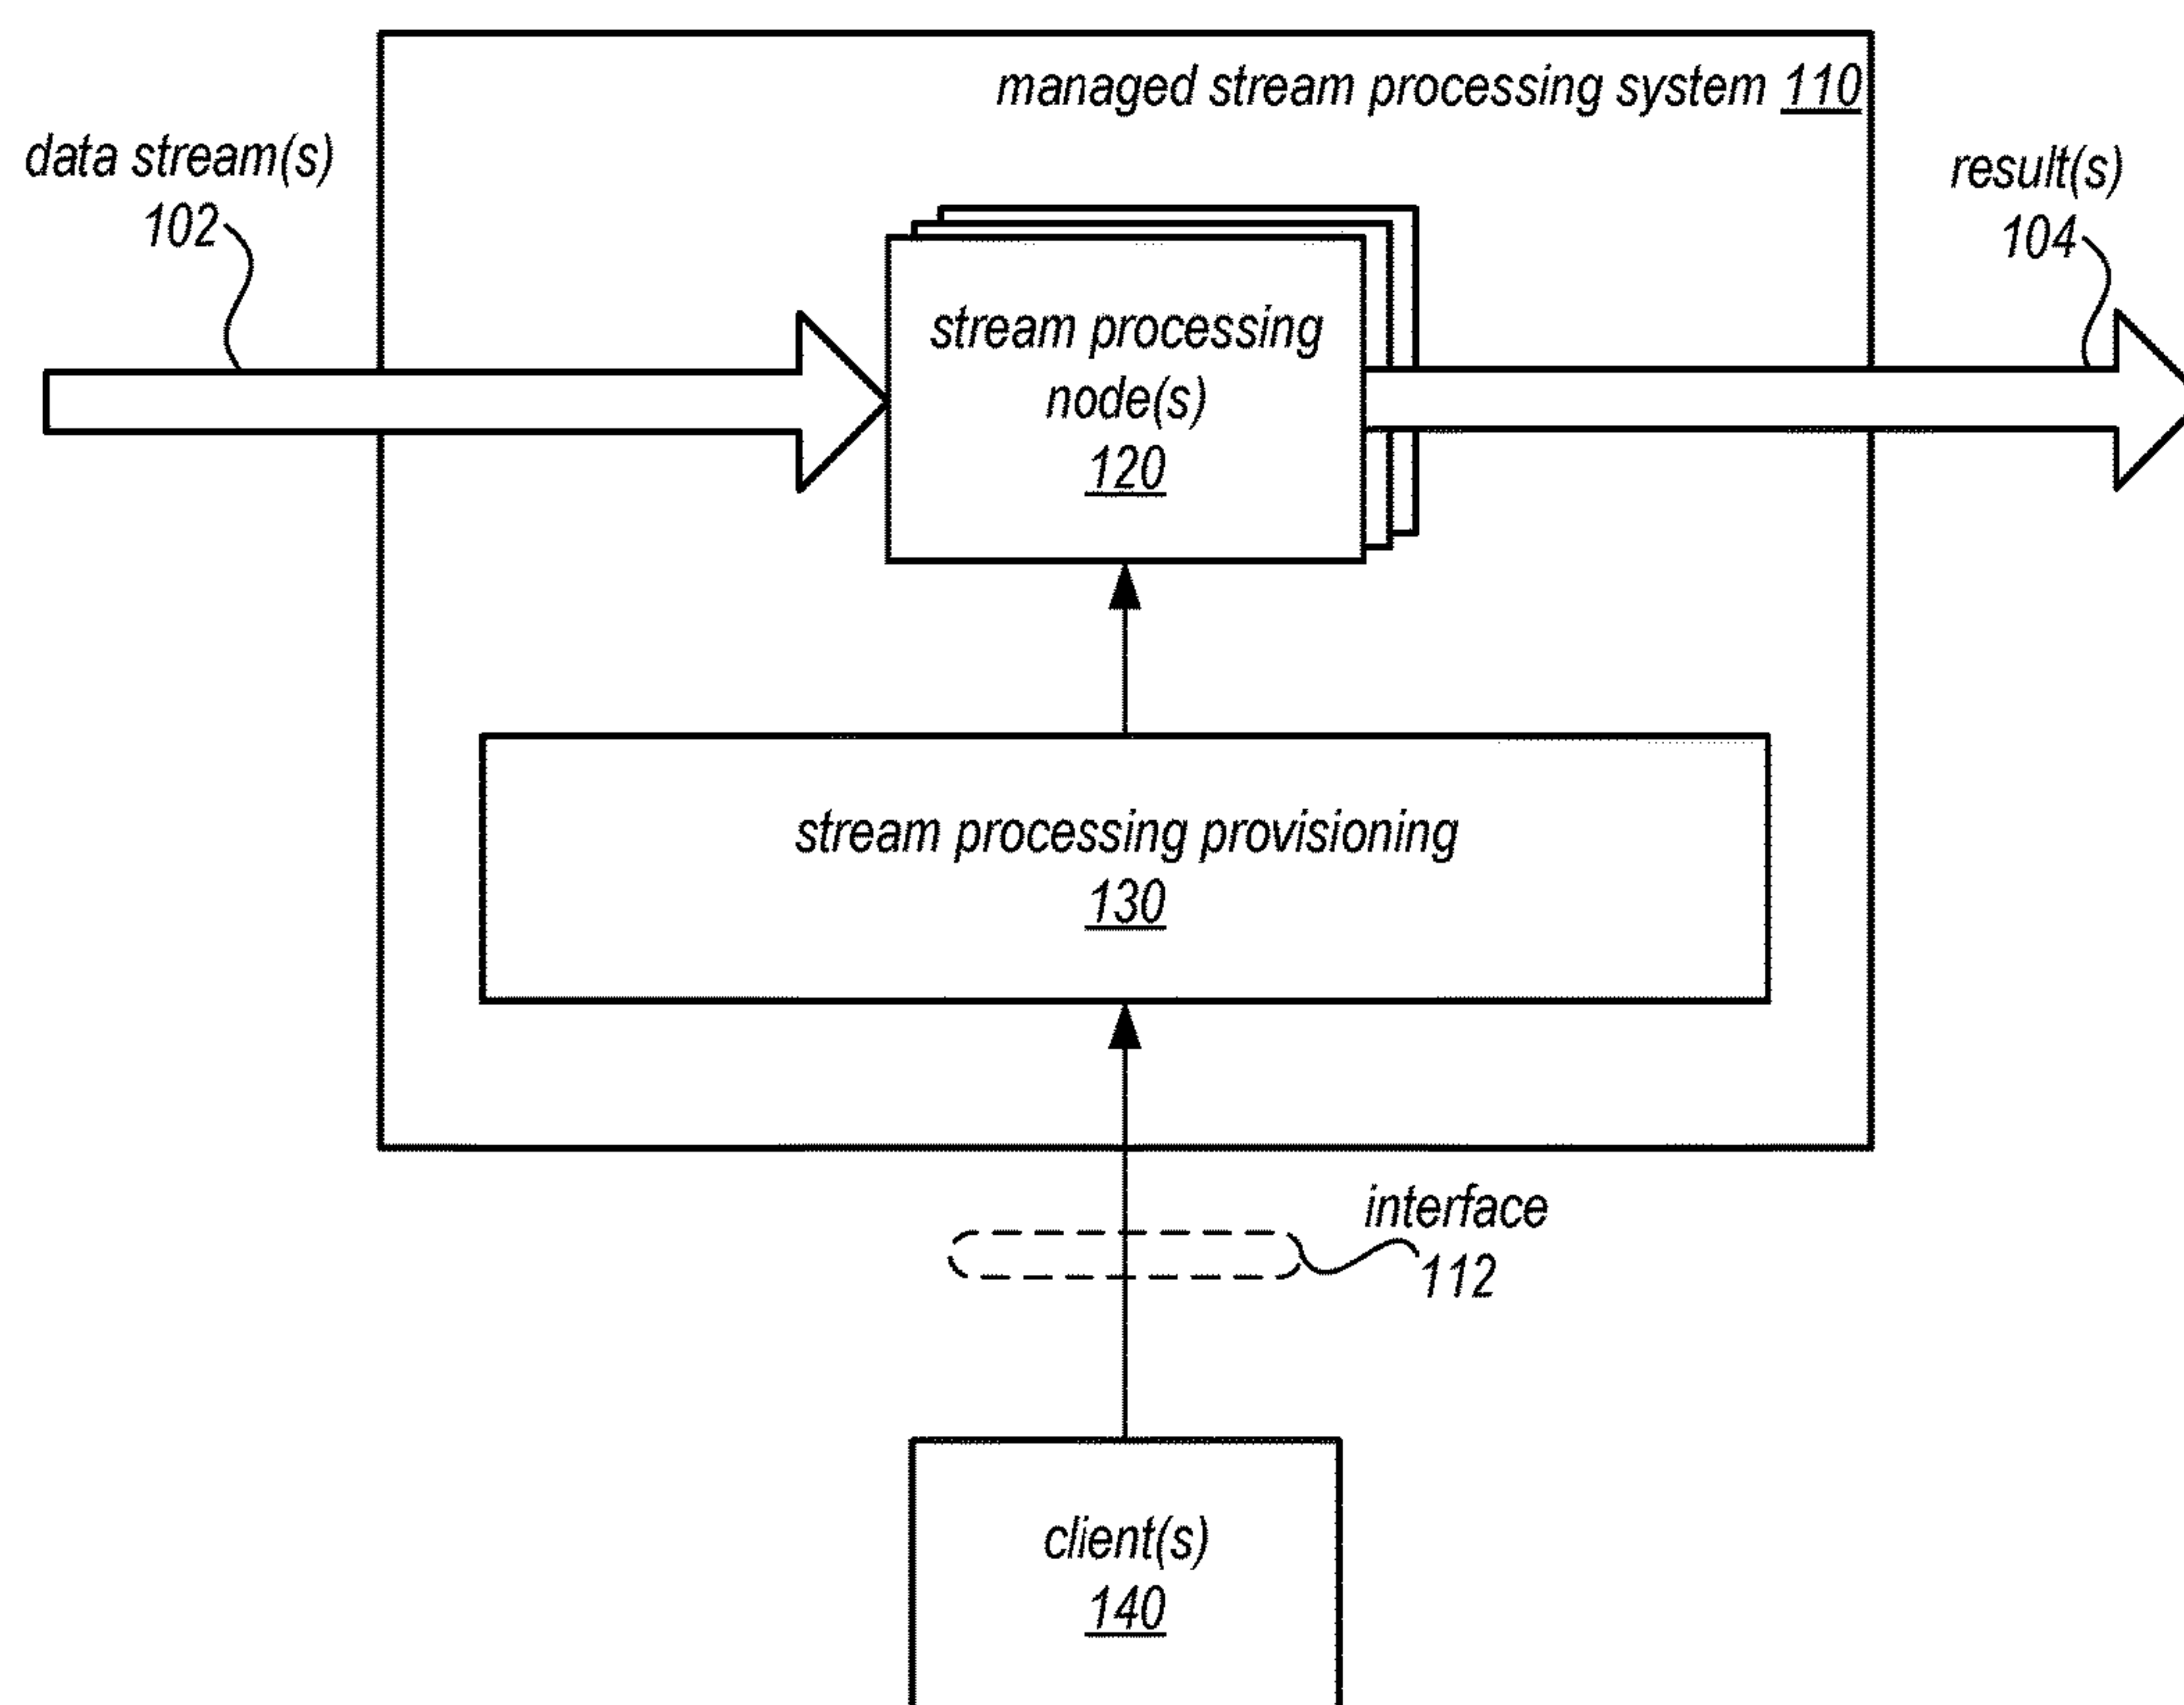 managed stream processing system 110
data stream(s)
102
result(s)
104
stream processing
node(s)
120
stream processing provisioning
130
interface
112
client(s)
140